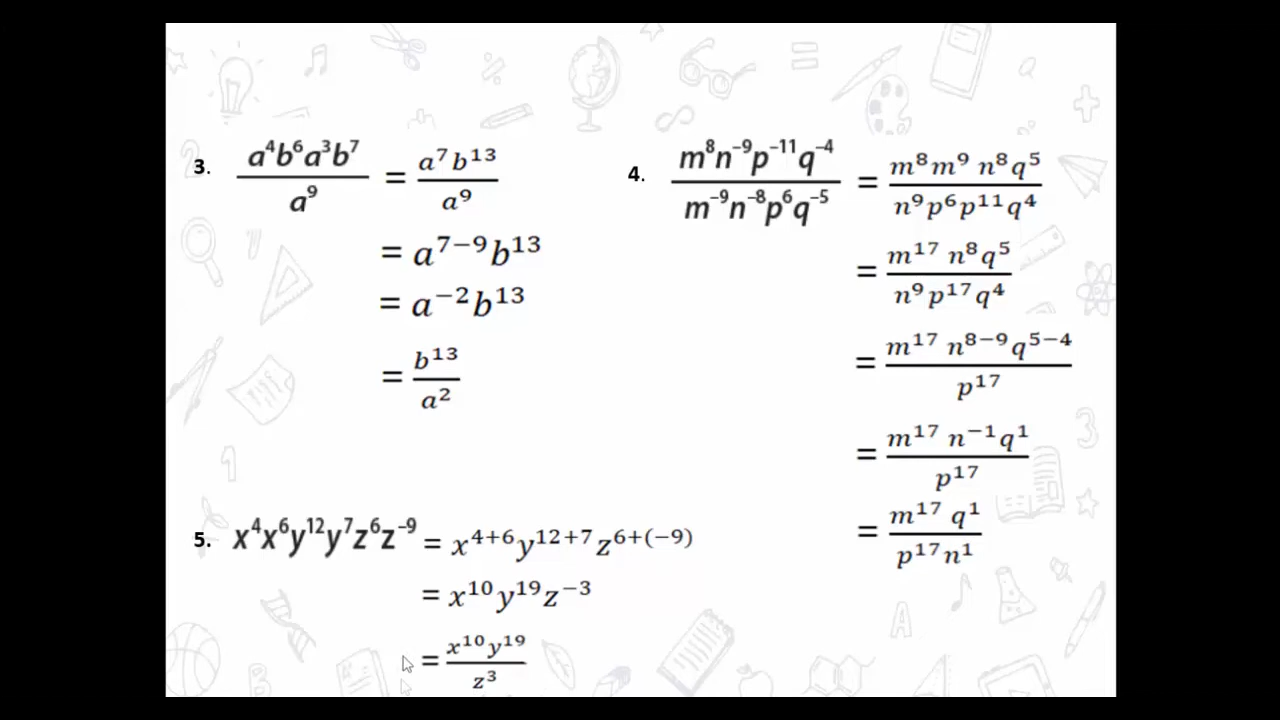 3. a⁴b⁶a³b⁷ / a⁹ = a⁷b¹³ / a⁹
= a⁷⁻⁹b¹³
= a⁻²b¹³
= b¹³ / a²
4. m⁸n⁻⁹p⁻¹¹q⁻⁴ / m⁻⁹n⁻⁸p⁶q⁻⁵ = m⁸m⁹ n⁸q⁵ / n⁹p⁶p¹¹q⁴
= m¹⁷ n⁸q⁵ / n⁹p¹⁷q⁴
= m¹⁷ n⁸⁻⁹q⁵⁻⁴ / p¹⁷
= m¹⁷ n⁻¹q¹ / p¹⁷
= m¹⁷ q¹ / p¹⁷n¹
5. x⁴x⁶y¹²y⁷z⁶z⁻⁹ = x⁴⁺⁶y¹²⁺⁷z⁶⁺⁽⁻⁹⁾
= x¹⁰y¹⁹z⁻³
= x¹⁰y¹⁹ / z³